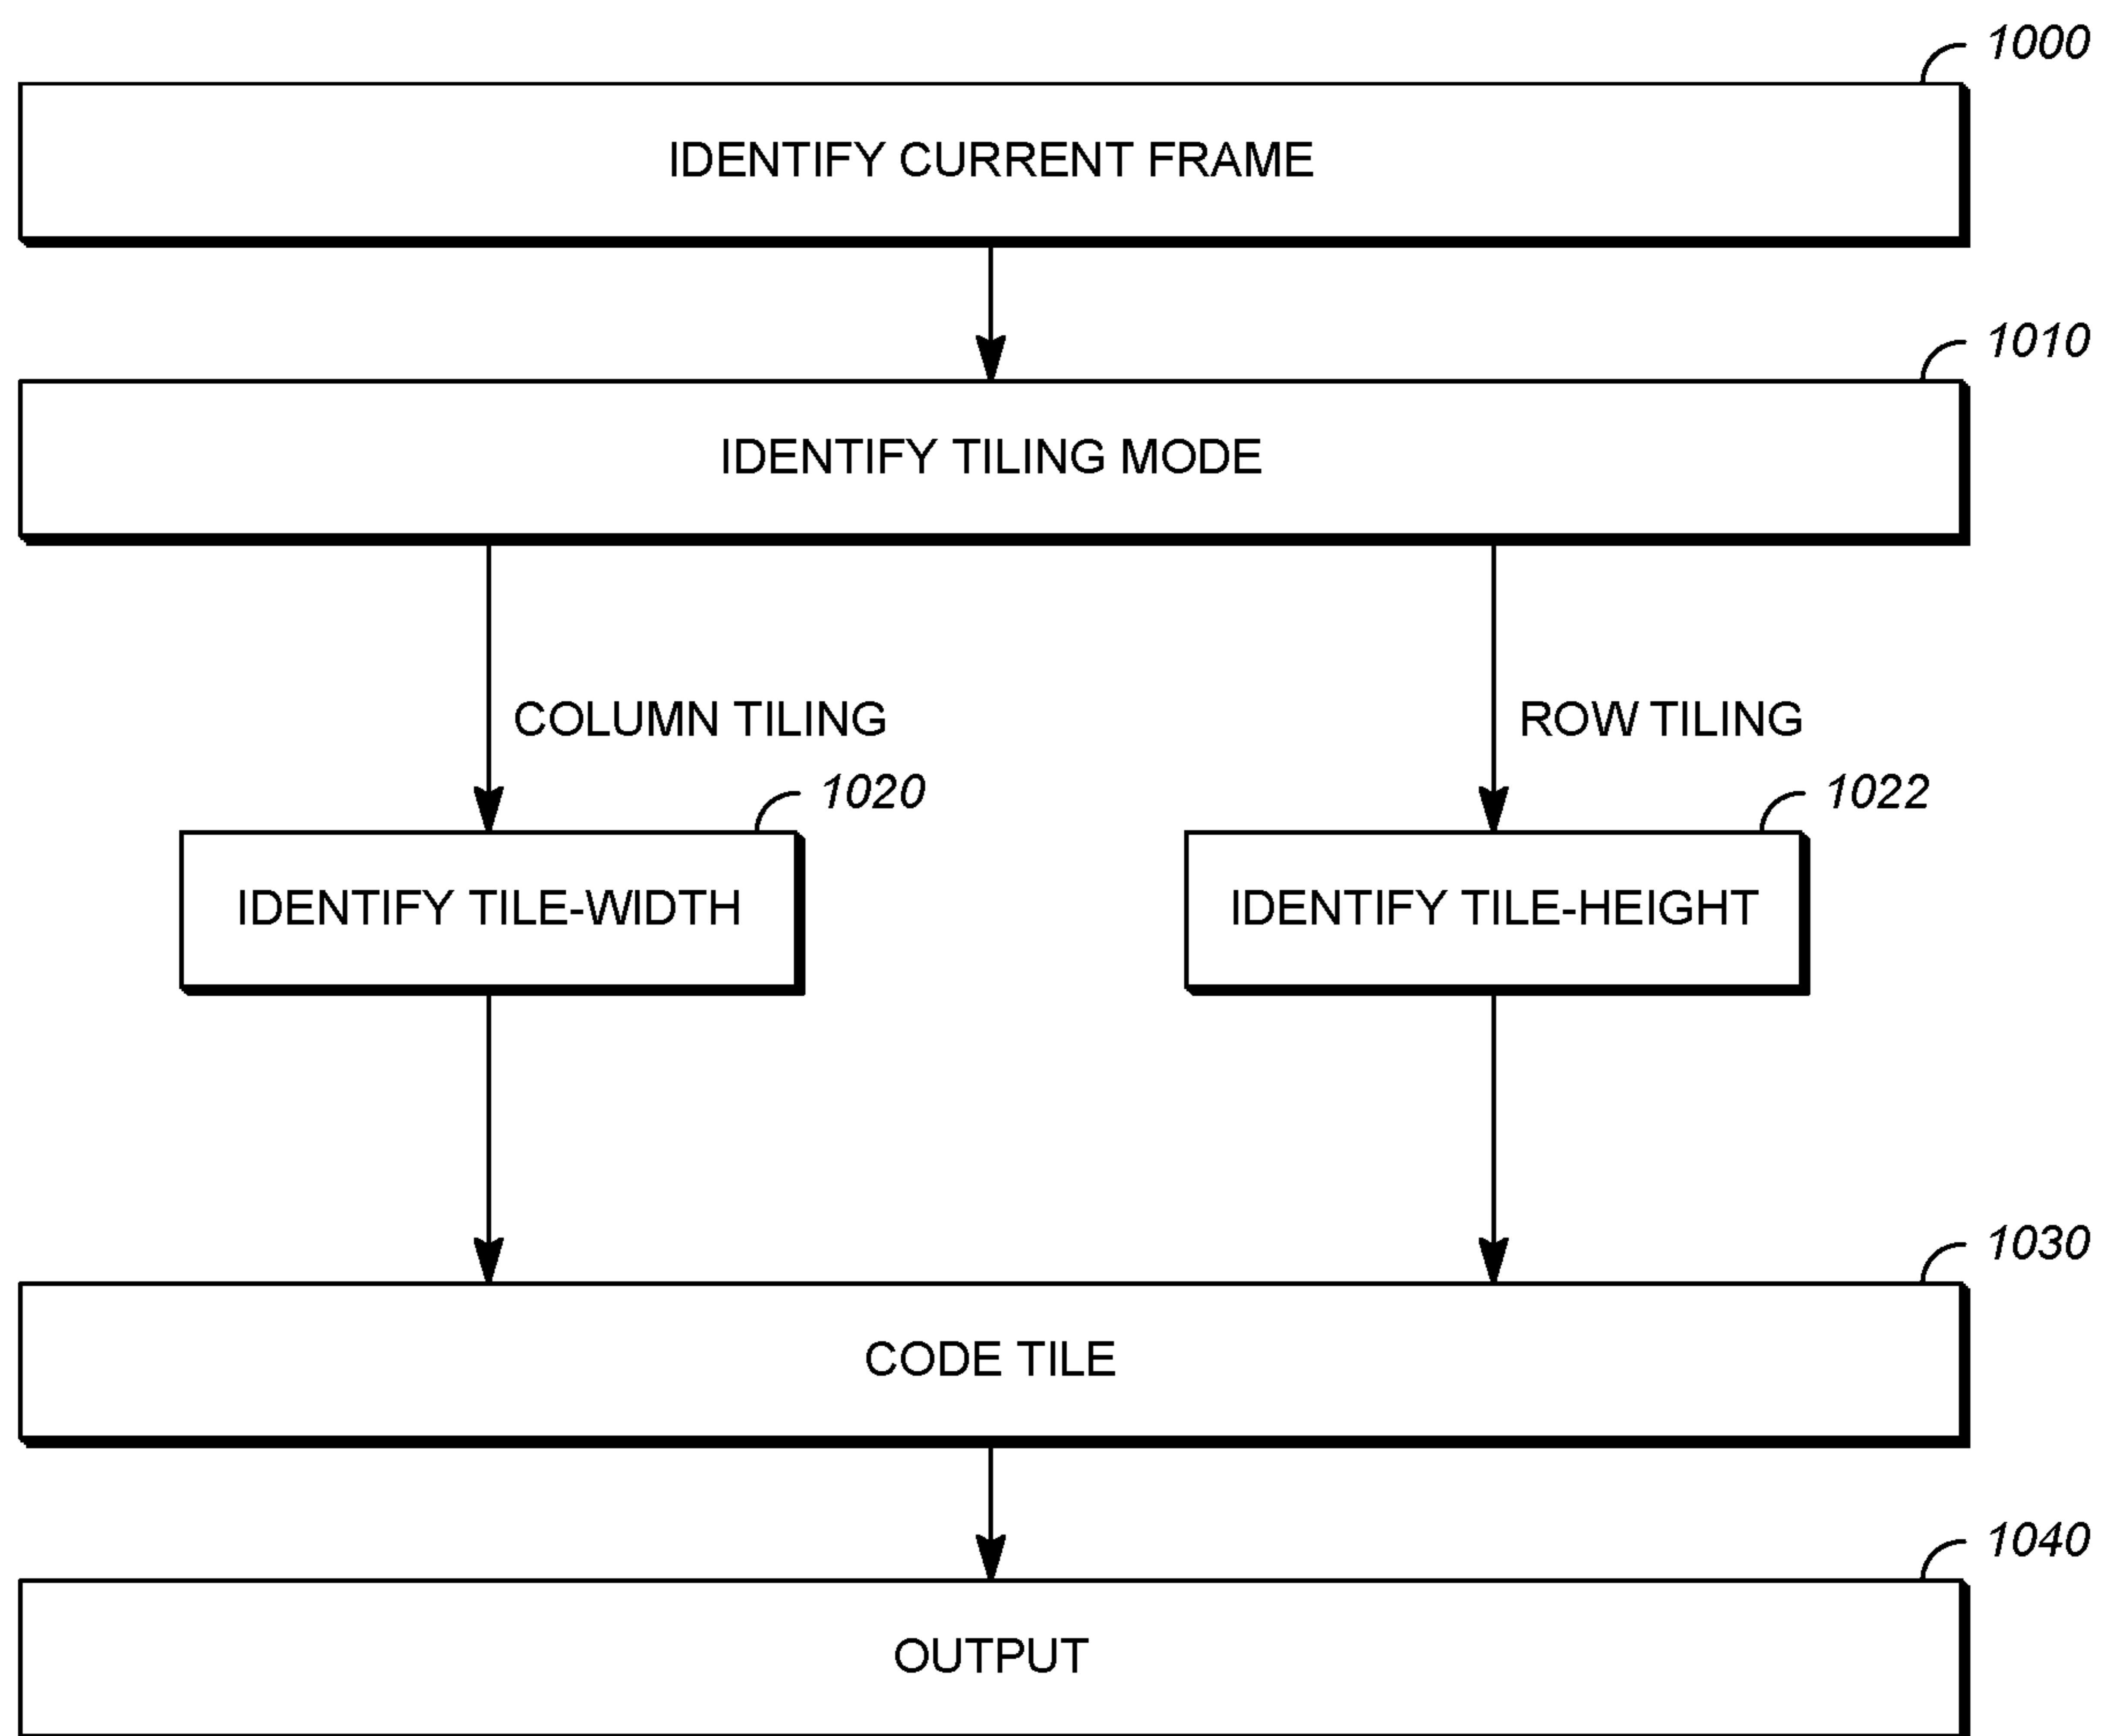 1000
IDENTIFY CURRENT FRAME
1010
IDENTIFY TILING MODE
COLUMN TILING
ROW TILING
1020
1022
IDENTIFY TILE-WIDTH
IDENTIFY TILE-HEIGHT
1030
CODE TILE
1040
OUTPUT